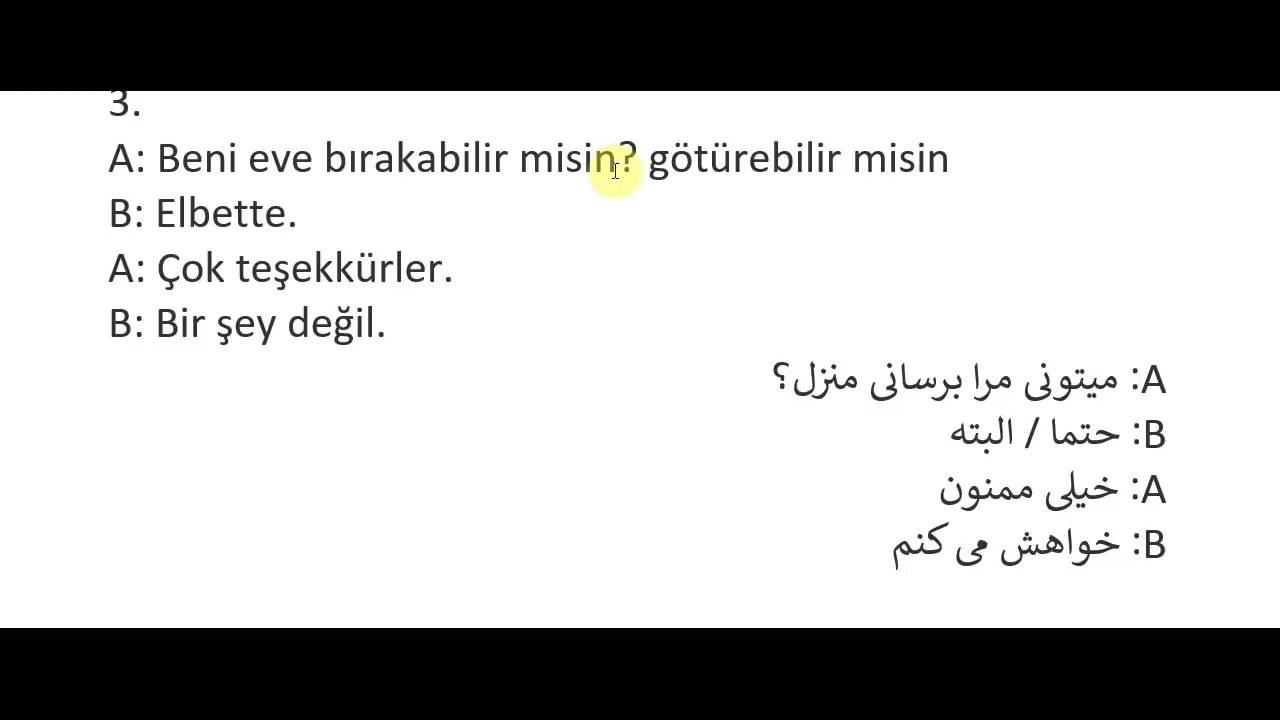 3.
A: Beni eve bırakabilir misin? götürebilir misin
B: Elbette.
A: Çok teşekkürler.
B: Bir şey değil.
A: میتونی مرا برسانی منزل؟
B: حتما / البته
A: خیلی ممنون
B: خواهش می کنم